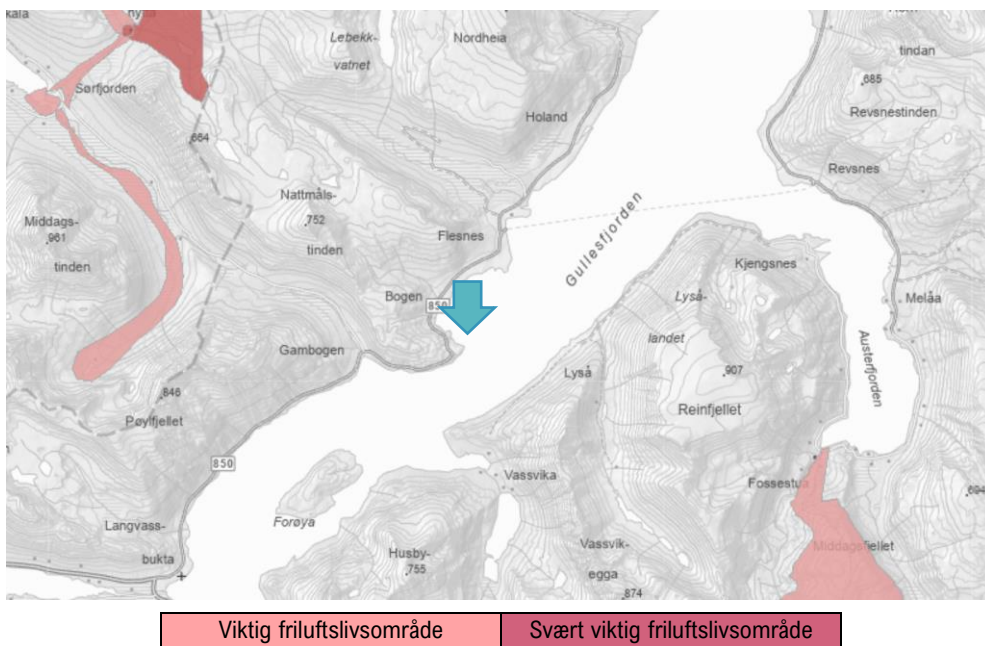 Lebekk-
vatnet
Nordheia
tindan
685
Revsnestinden
Sørfjorden
Holand
664
Revsnes
Nattmåls-
752
tinden
Middags-
961
tinden
Flesnes
Gullesfjorden
Kjengsnes
Bogen
850
Lyså-
landet
Melåa
Gambogen
Lyså
907
Austerfjorden
846
Reinfjellet
Pøylfjellet
850
Vassvika
Fossestua
694
Forøya
Langvass-
bukta
Husby-
755
Vassvik-
egga
874
Middagsfjellet
Viktig friluftslivsområde
Svært viktig friluftslivsområde